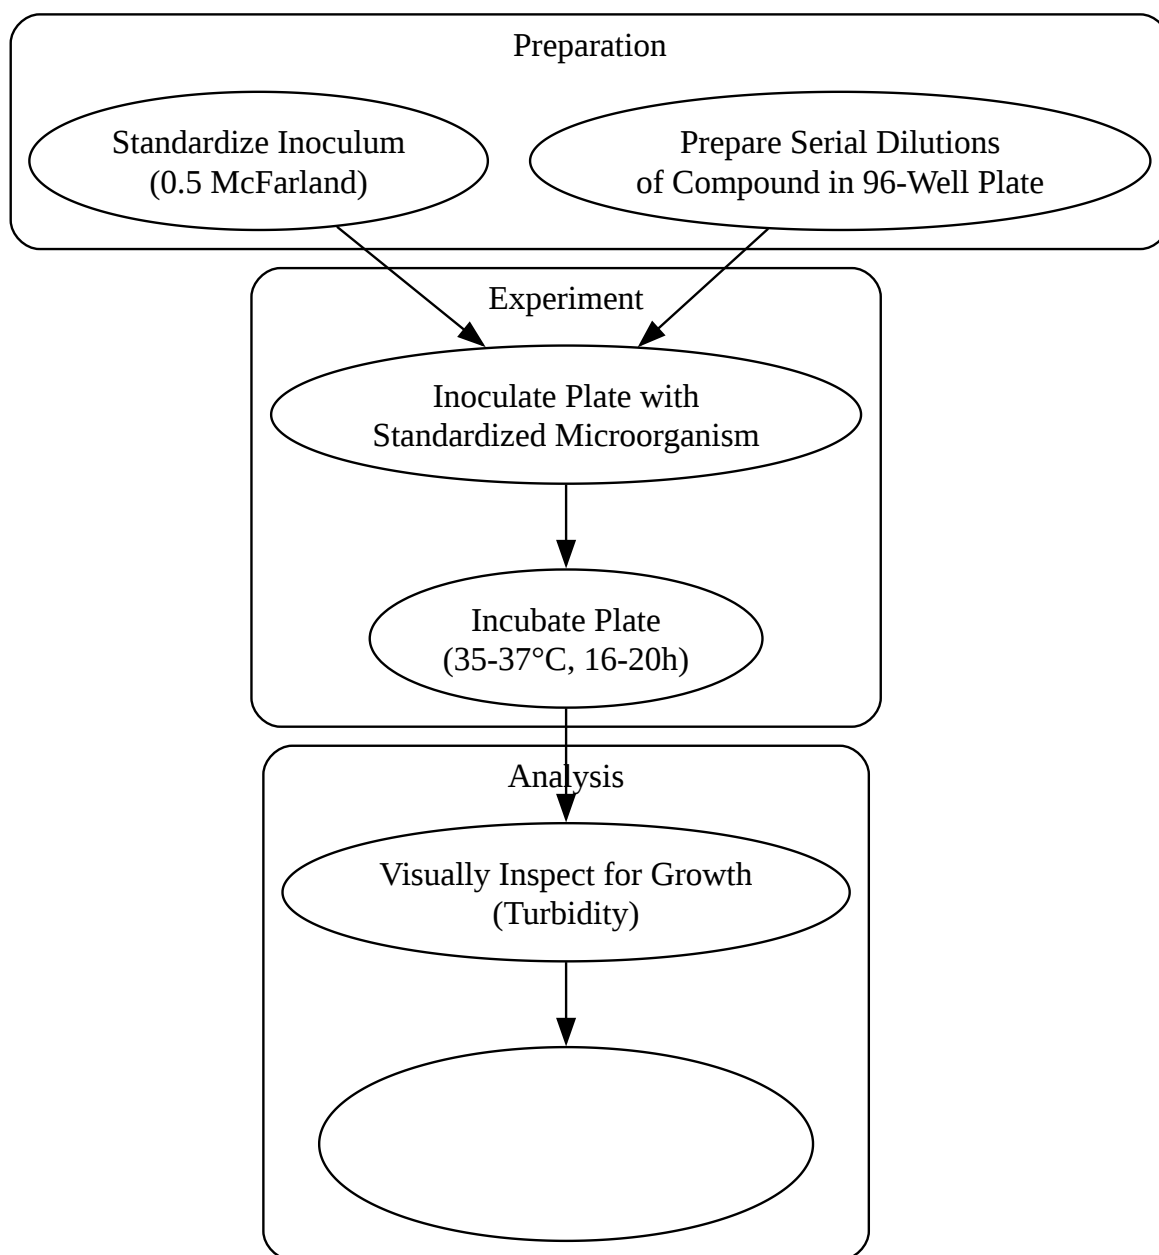 Preparation
Standardize Inoculum
(0.5 McFarland)
Prepare Serial Dilutions
of Compound in 96-Well Plate
Experiment
Inoculate Plate with
Standardized Microorganism
Incubate Plate
(35-37°C, 16-20h)
Analysis
Visually Inspect for Growth
(Turbidity)